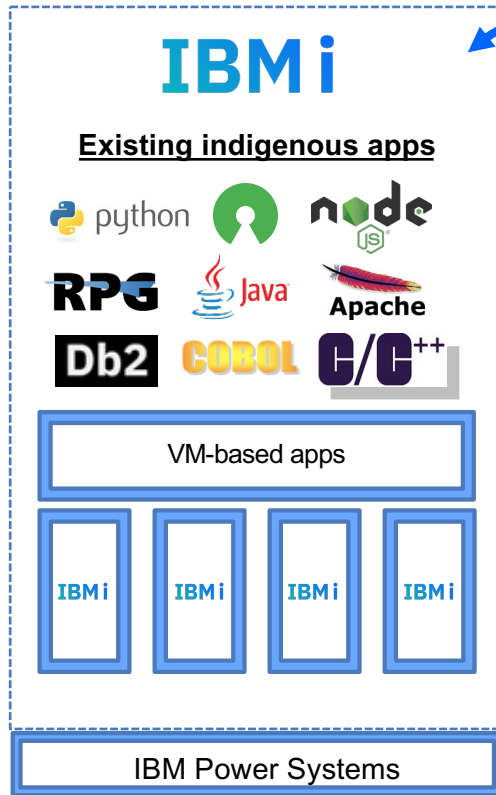 IBM i
Existing indigenous apps
python
node
JS
RPG
Java
Apache
Db2
COBOL
C/C++
VM-based apps
IBM i IBM i IBM i IBM i
IBM Power Systems